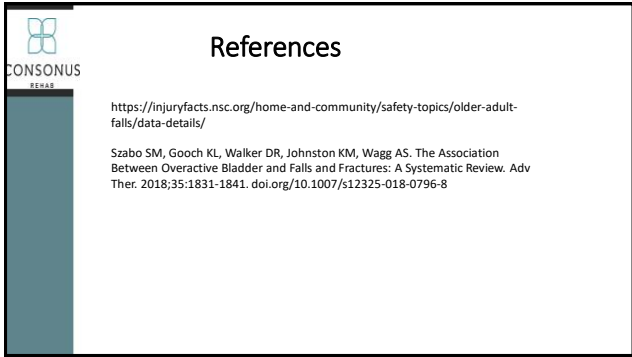 CONSONUS
REHAB
References
https://injuryfacts.nsc.org/home-and-community/safety-topics/older-adult-
falls/data-details/
Szabo SM, Gooch KL, Walker DR, Johnston KM, Wagg AS. The Association
Between Overactive Bladder and Falls and Fractures: A Systematic Review. Adv
Ther. 2018;35:1831-1841. doi.org/10.1007/s12325-018-0796-8